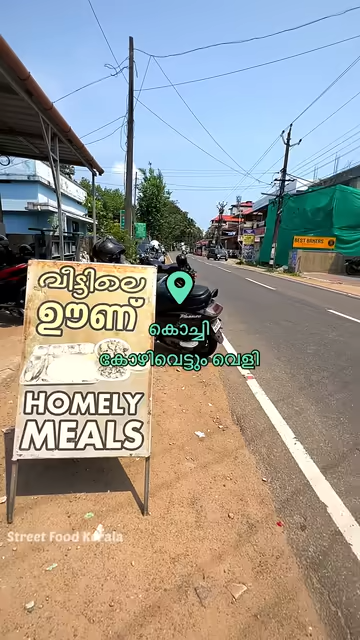 വീട്ടിലെ
ഊണ്
HOMELY
MEALS
കൊച്ചി
കോഴിവെട്ടും വെളി
BEST BAKERS
Street Food Kerala